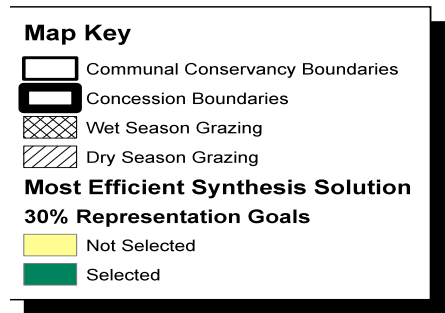 Map Key
Communal Conservancy Boundaries
Concession Boundaries
Wet Season Grazing
Dry Season Grazing
Most Efficient Synthesis Solution
30% Representation Goals
Not Selected
Selected